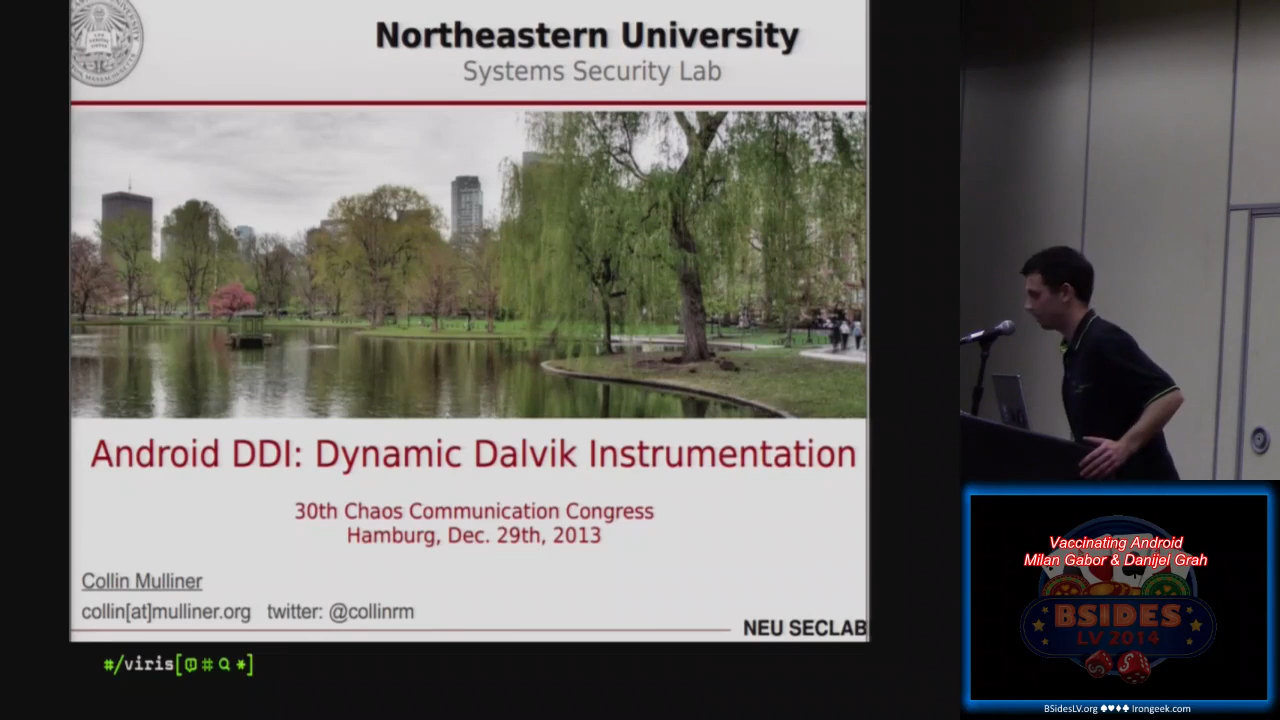 Northeastern University
Systems Security Lab
Android DDI: Dynamic Dalvik Instrumentation
30th Chaos Communication Congress
Hamburg, Dec. 29th, 2013
Collin Mulliner
collin[at]mulliner.org twitter: @collinrm
NEU SECLAB
#/viris[
*]
Vaccinating Android
Milan Gabor & Danijel Grah
BSIDES
LV 2014
BSidesLV.org ♠♥♦♣ Irongeek.com